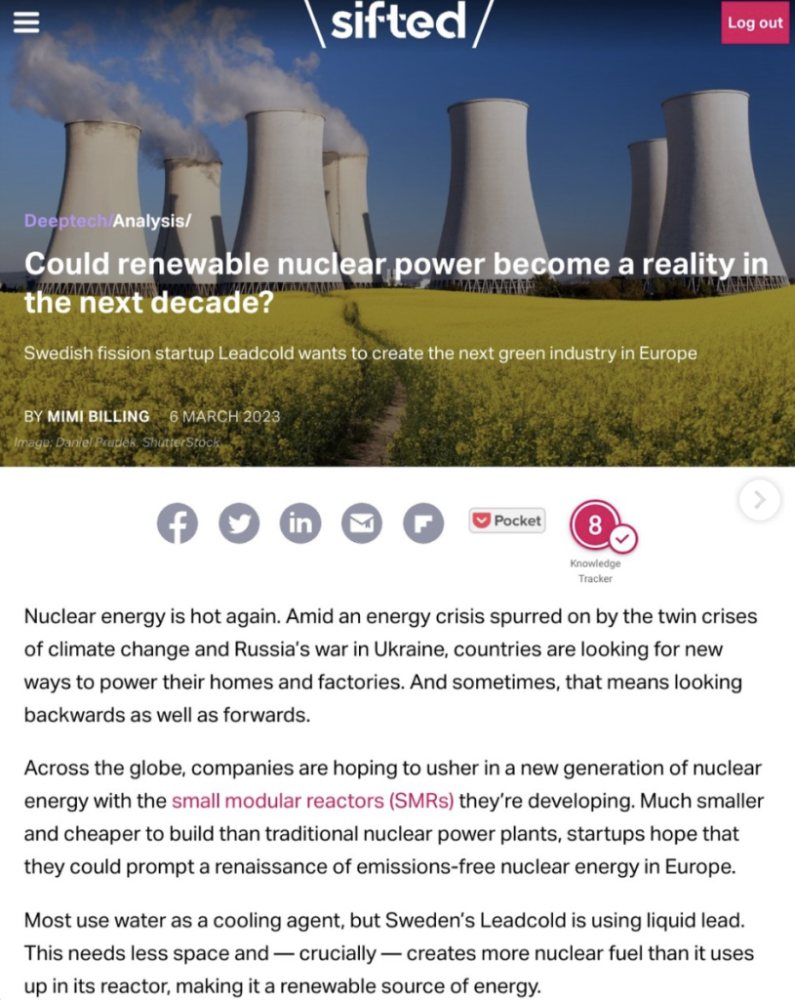 \sifted/
Log out
Deeptech/Analysis/
Could renewable nuclear power become a reality in
the next decade?
Swedish fission startup Leadcold wants to create the next green industry in Europe
BY MIMI BILLING 6 MARCH 2023
Image: Daniel Prudek, ShutterStock
Pocket
8
Knowledge
Tracker
Nuclear energy is hot again. Amid an energy crisis spurred on by the twin crises
of climate change and Russia’s war in Ukraine, countries are looking for new
ways to power their homes and factories. And sometimes, that means looking
backwards as well as forwards.
Across the globe, companies are hoping to usher in a new generation of nuclear
energy with the small modular reactors (SMRs) they’re developing. Much smaller
and cheaper to build than traditional nuclear power plants, startups hope that
they could prompt a renaissance of emissions-free nuclear energy in Europe.
Most use water as a cooling agent, but Sweden’s Leadcold is using liquid lead.
This needs less space and — crucially — creates more nuclear fuel than it uses
up in its reactor, making it a renewable source of energy.